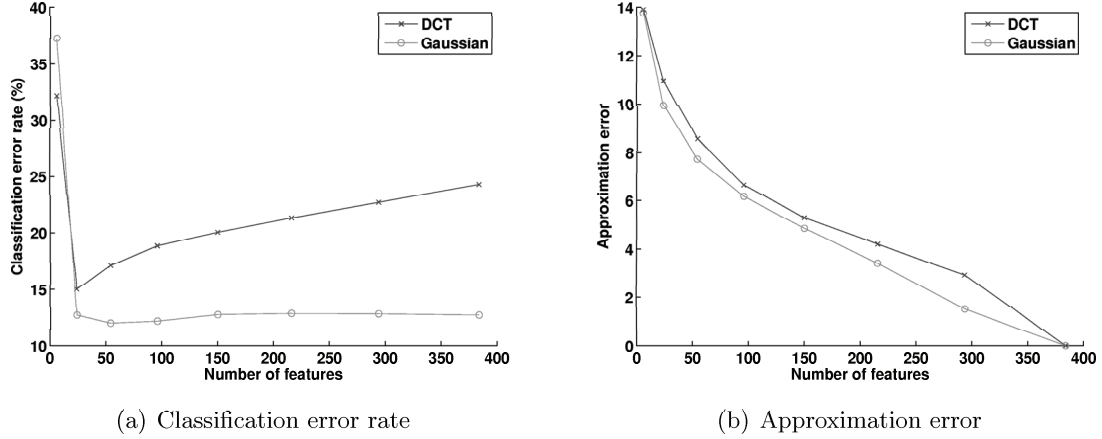 40
35
30
25
20
15
10
Classification error rate (%)
0 50 100 150 200 250 300 350 400
Number of features
DCT
Gaussian
(a) Classification error rate
14
12
10
8
6
4
2
0
Approximation error
0 50 100 150 200 250 300 350 400
Number of features
DCT
Gaussian
(b) Approximation error